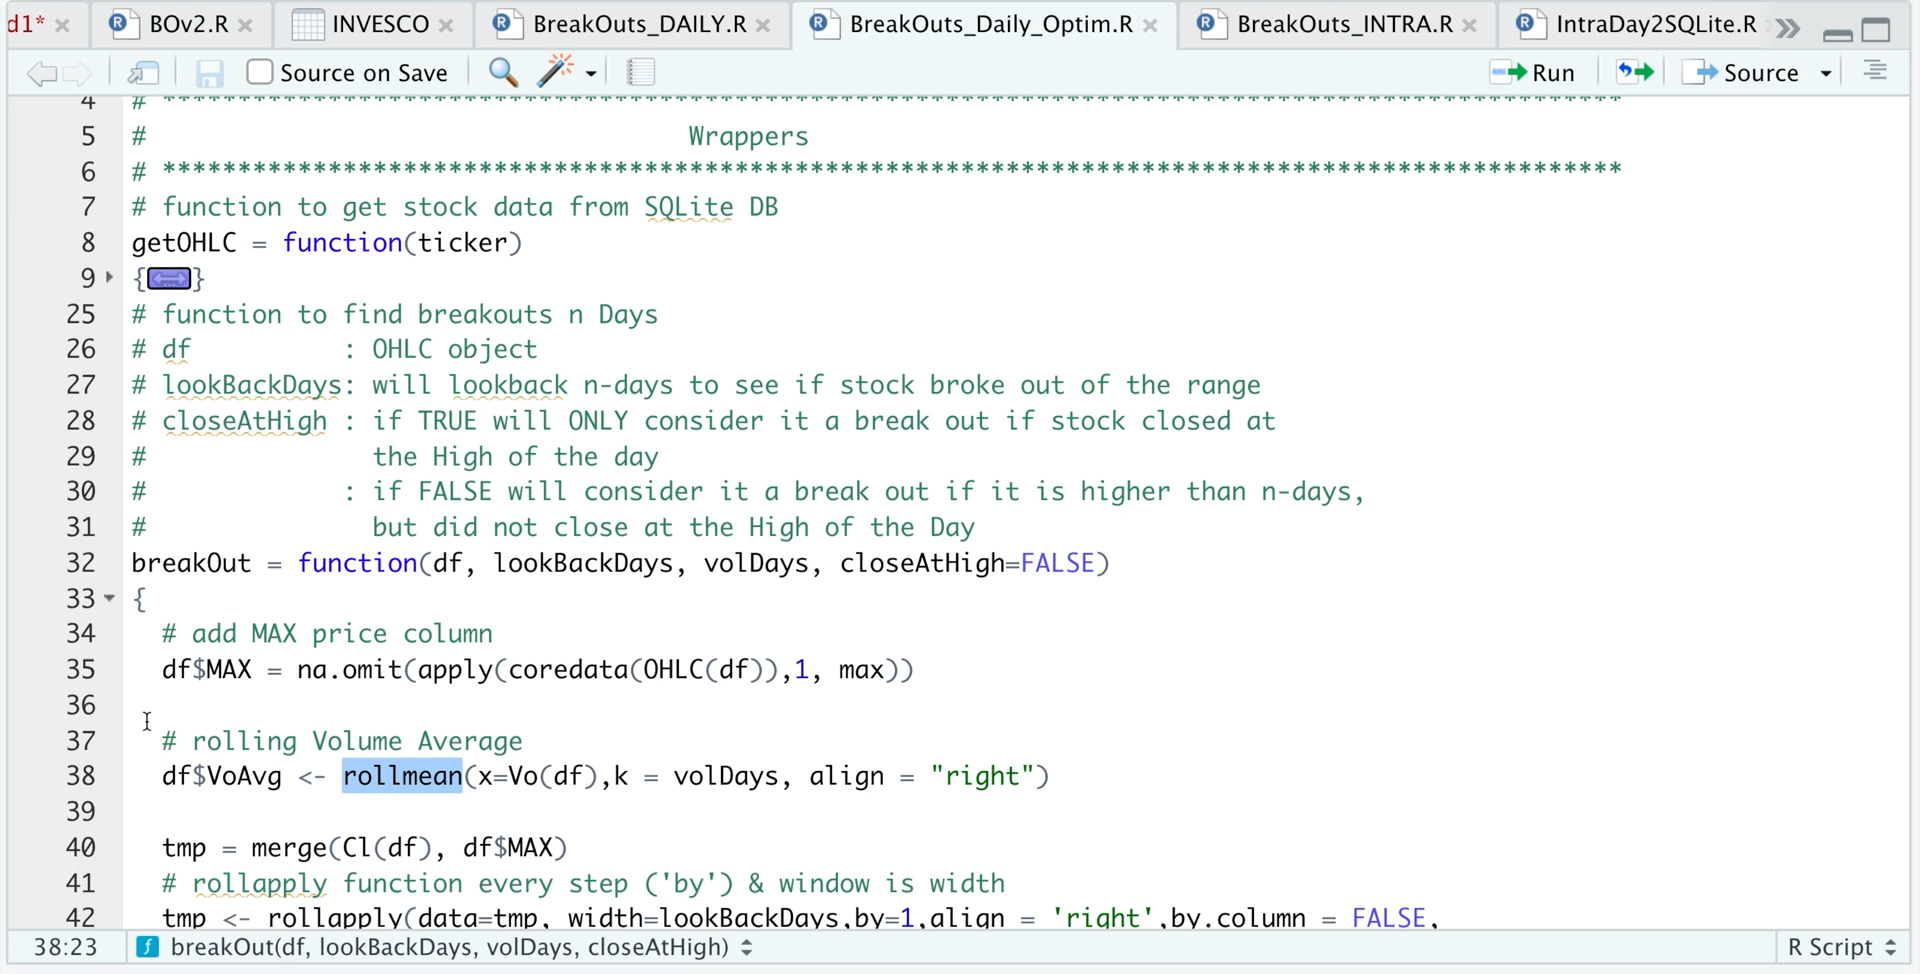 d1*
BOv2.R
INVESCO
BreakOuts_DAILY.R
BreakOuts_Daily_Optim.R
BreakOuts_INTRA.R
IntraDay2SQLite.R
Source on Save
Run
Source
4 # *************************************************************************************************
5 # Wrappers
6 # *************************************************************************************************
7 # function to get stock data from SQLite DB
8 getOHLC = function(ticker)
9 {...}
25 # function to find breakouts n Days
26 # df : OHLC object
27 # lookBackDays: will lookback n-days to see if stock broke out of the range
28 # closeAtHigh : if TRUE will ONLY consider it a break out if stock closed at
29 # the High of the day
30 # : if FALSE will consider it a break out if it is higher than n-days,
31 # but did not close at the High of the Day
32 breakOut = function(df, lookBackDays, volDays, closeAtHigh=FALSE)
33 {
34 # add MAX price column
35 df$MAX = na.omit(apply(coredata(OHLC(df)),1, max))
36
37 # rolling Volume Average
38 df$VoAvg <- rollmean(x=Vo(df),k = volDays, align = "right")
39
40 tmp = merge(Cl(df), df$MAX)
41 # rollapply function every step ('by') & window is width
42 tmp <- rollapply(data=tmp, width=lookBackDays,by=1,align = 'right',by.column = FALSE,
38:23 breakOut(df, lookBackDays, volDays, closeAtHigh) R Script